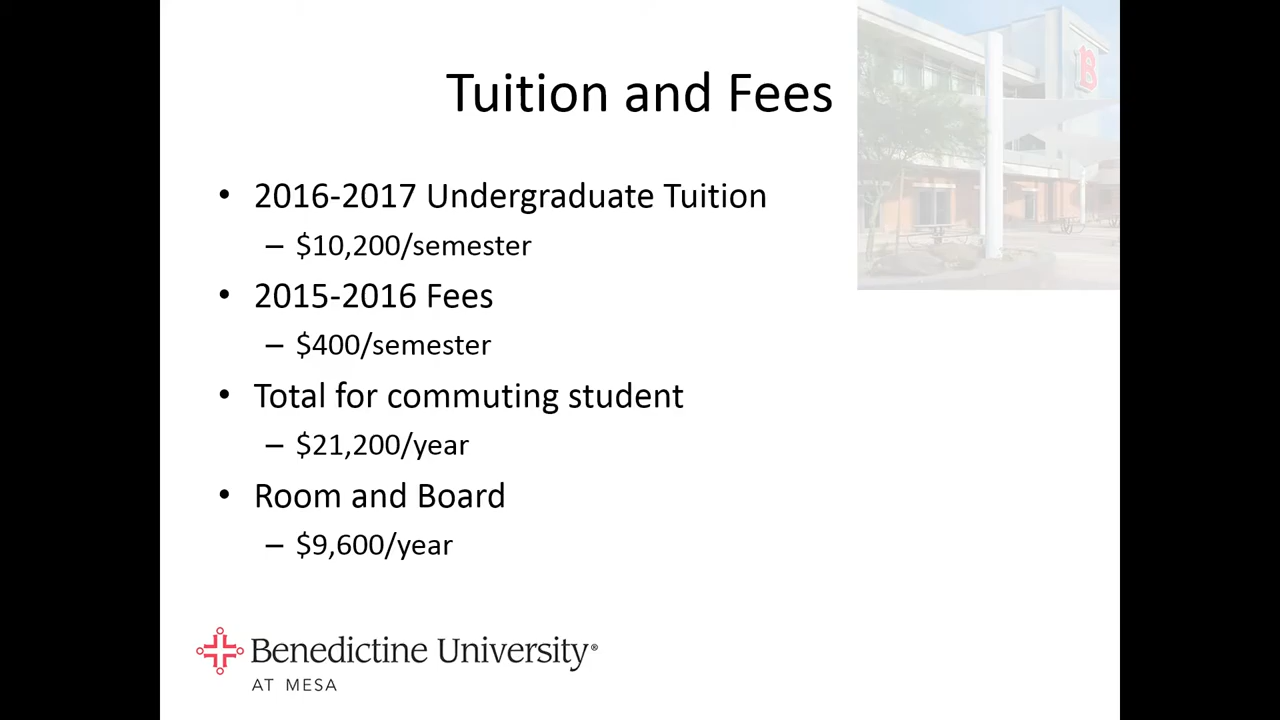 Tuition and Fees
B
• 2016-2017 Undergraduate Tuition
– $10,200/semester
• 2015-2016 Fees
– $400/semester
• Total for commuting student
– $21,200/year
• Room and Board
– $9,600/year
Benedictine University®
AT MESA